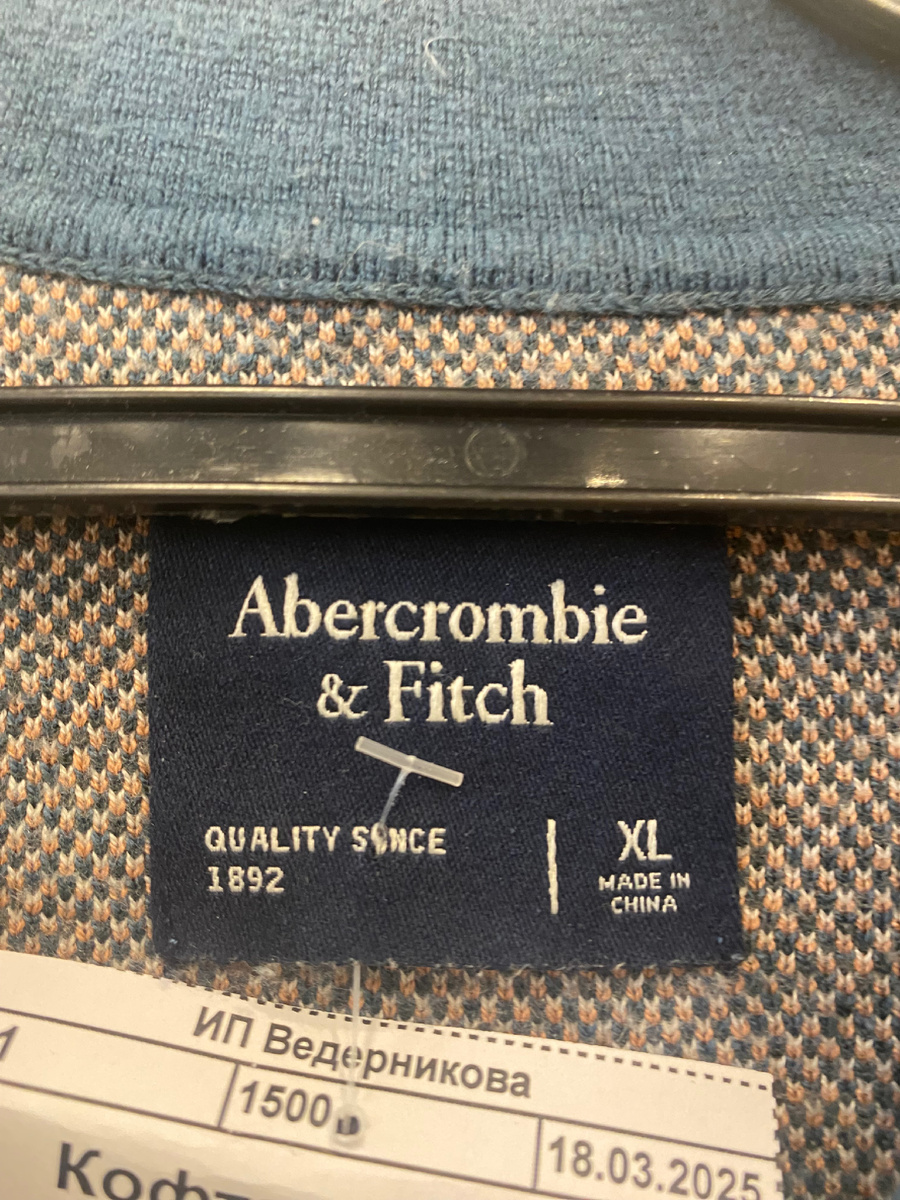 Abercrombie
& Fitch
QUALITY SINCE
1892
XL
MADE IN
CHINA
ИП Ведерникова
1500
18.03.2025